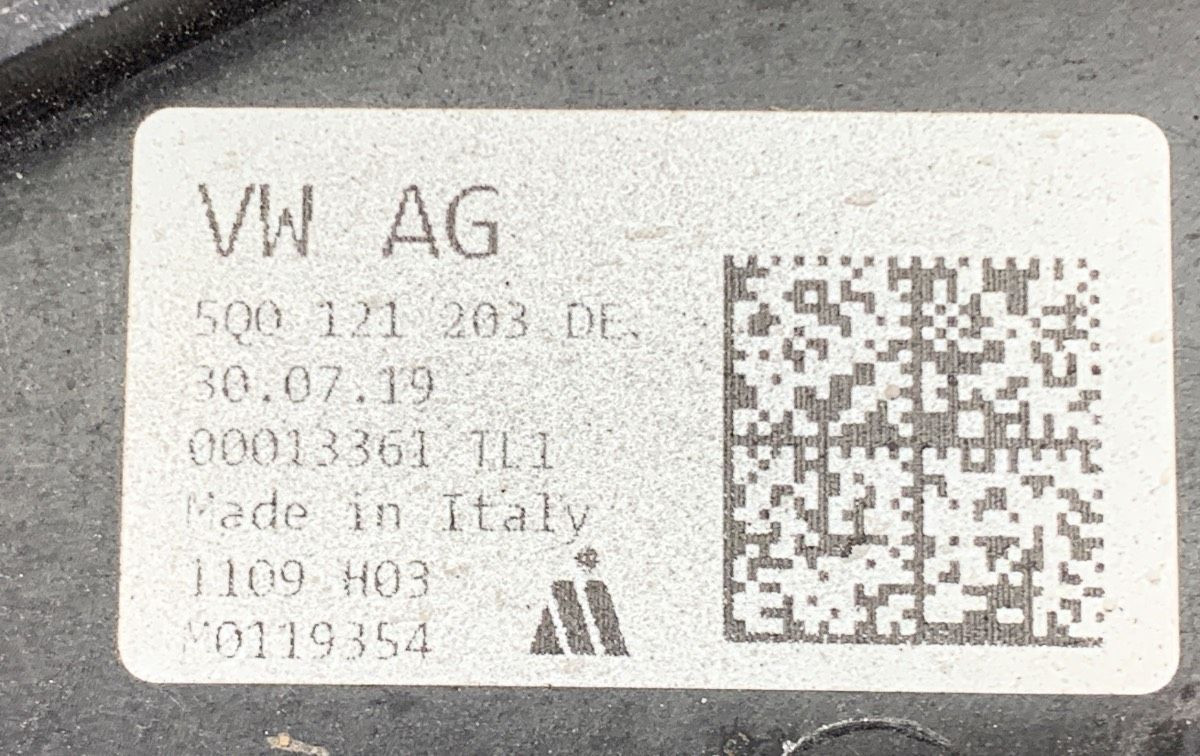 VW AG
5Q0 121 203 DE.
30.07.19
00013361 TL1
Made in Italy
1109 H03
M0119354